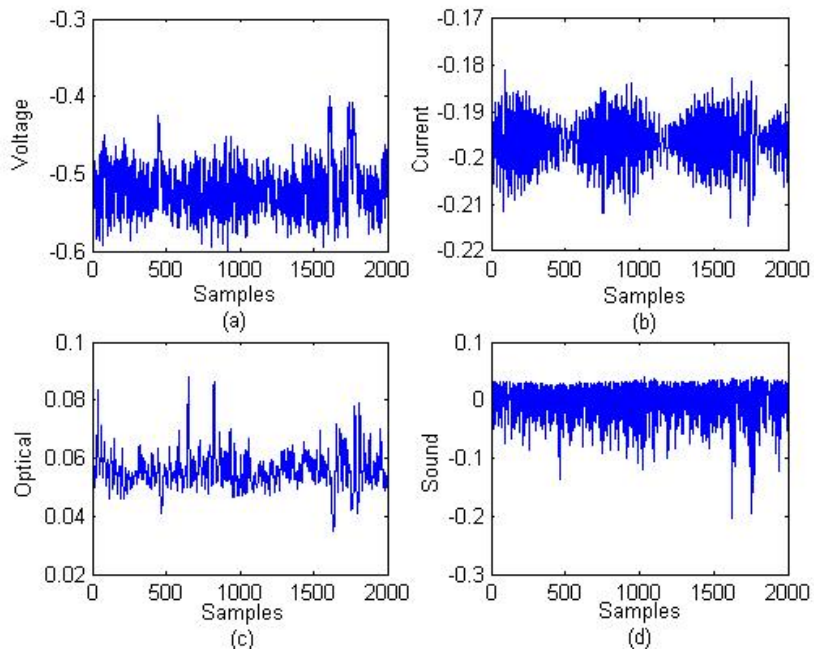 -0.3
-0.4
-0.5
-0.6
Voltage
0 500 1000 1500 2000
Samples
(a)
-0.17
-0.18
-0.19
-0.2
-0.21
-0.22
Current
0 500 1000 1500 2000
Samples
(b)
0.1
0.08
0.06
0.04
0.02
Optical
0 500 1000 1500 2000
Samples
(c)
0.1
0
-0.1
-0.2
-0.3
Sound
0 500 1000 1500 2000
Samples
(d)